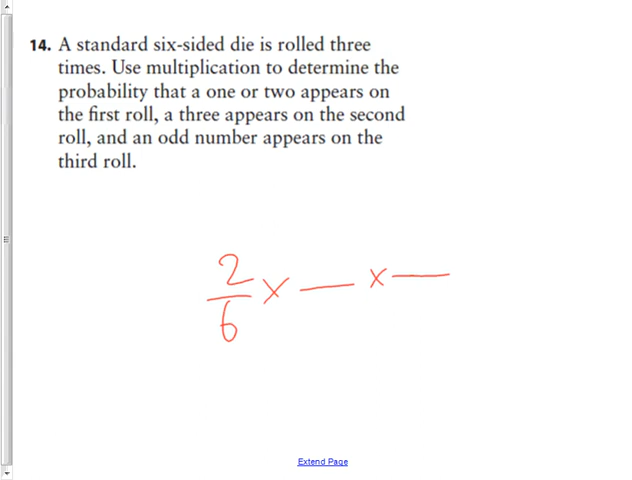 14. A standard six-sided die is rolled three
times. Use multiplication to determine the
probability that a one or two appears on
the first roll, a three appears on the second
roll, and an odd number appears on the
third roll.
2/6 x — x —
Extend Page